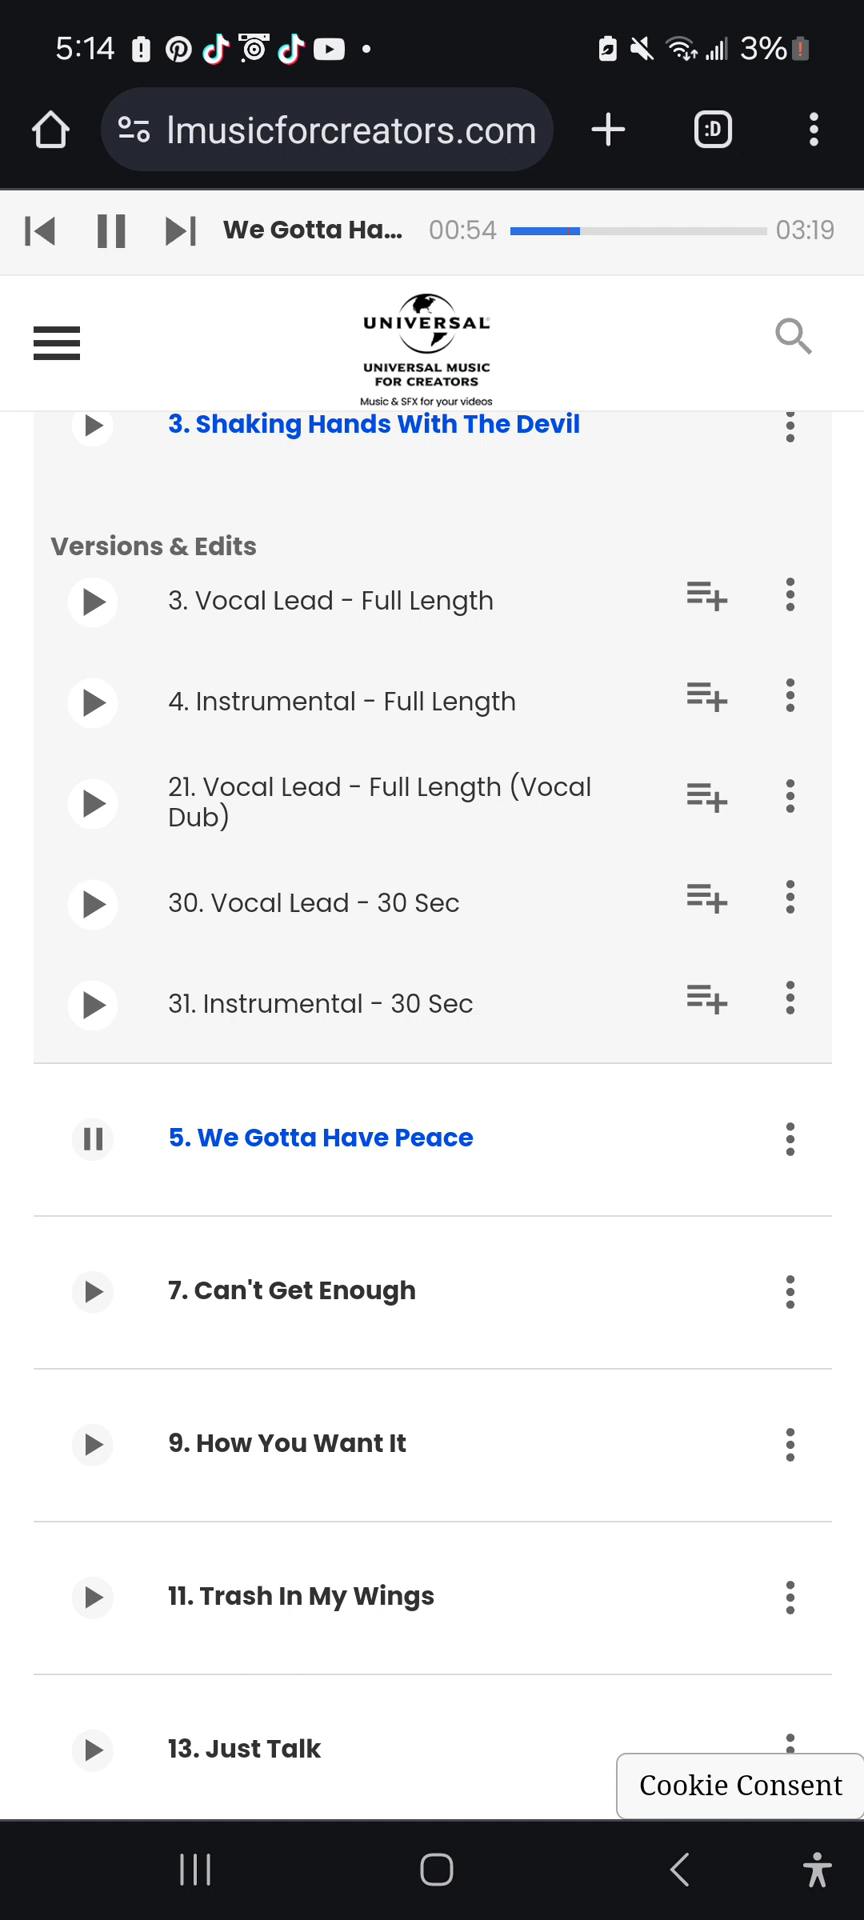 5:14
3%
lmusicforcreators.com
:D
We Gotta Ha... 00:54 03:19
UNIVERSAL
UNIVERSAL MUSIC
FOR CREATORS
Music & SFX for your videos
3. Shaking Hands With The Devil
Versions & Edits
3. Vocal Lead - Full Length
4. Instrumental - Full Length
21. Vocal Lead - Full Length (Vocal
Dub)
30. Vocal Lead - 30 Sec
31. Instrumental - 30 Sec
5. We Gotta Have Peace
7. Can't Get Enough
9. How You Want It
11. Trash In My Wings
13. Just Talk
Cookie Consent